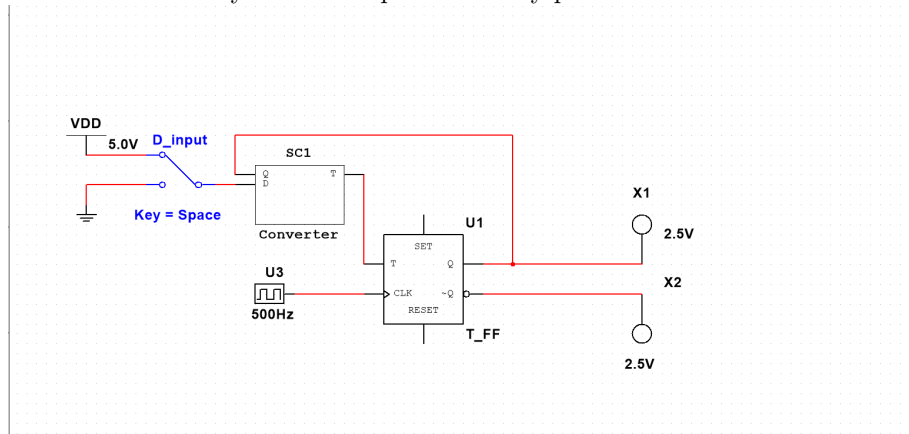 VDD
5.0V
D_input
SC1
Q
D
T
Key = Space
Converter
X1
2.5V
U1
SET
T
Q
CLK
~Q
RESET
T_FF
U3
500Hz
X2
2.5V